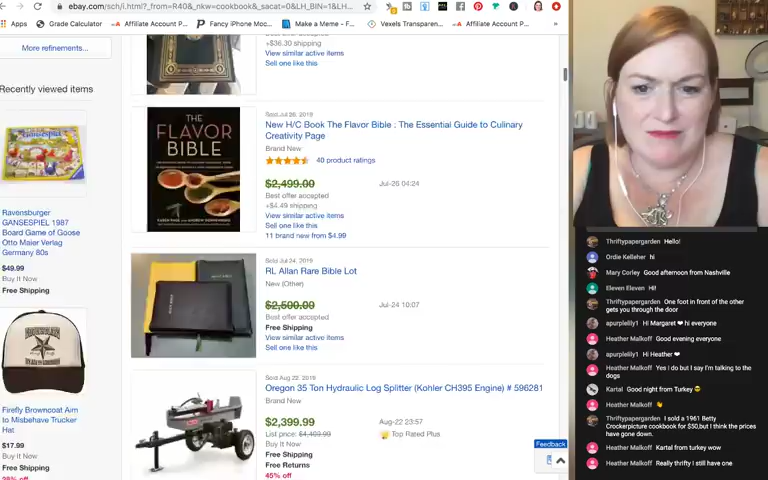 ebay.com/sch/i.html?_from=R40&_nkw=cookbook&_sacat=0&LH_BIN=1&LH...
Apps
Grade Calculator
Affiliate Account P...
Fancy iPhone Moc...
Make a Meme - F...
Vexels Transparen...
Affiliate Account P...
More refinements...
Recently viewed items
Ravensburger
GANSESPIEL 1987
Board Game of Goose
Otto Maier Verlag
Germany 80s
$49.99
Buy It Now
Free Shipping
Firefly Browncoat Aim
to Misbehave Trucker
Hat
$17.99
Buy It Now
Free Shipping
+$36.30 shipping
View similar active items
Sell one like this
THE
FLAVOR
BIBLE
Sold Jul 26, 2019
New H/C Book The Flavor Bible : The Essential Guide to Culinary
Creativity Page
Brand New
40 product ratings
$2,499.00
Jul-26 04:24
Best offer accepted
+$4.49 shipping
View similar active items
Sell one like this
11 brand new from $4.99
Sold Jul 24, 2019
RL Allan Rare Bible Lot
New (Other)
$2,500.00
Jul-24 10:07
Best offer accepted
Free Shipping
View similar active items
Sell one like this
Sold Aug 22, 2019
Oregon 35 Ton Hydraulic Log Splitter (Kohler CH395 Engine) # 596281
Brand New
$2,399.99
Aug-22 23:57
List price: $4,409.99
Top Rated Plus
Buy It Now
Free Shipping
Free Returns
45% off
Feedback
Thriftypapergarden Hello!
Ordie Kelleher hi
Mary Corley Good afternoon from Nashville
Eleven Eleven Hi!
Thriftypapergarden One foot in front of the other
gets you through the
door
apurplelily1 Hi Margaret ❤ hi everyone
Heather Malkoff Good evening everyone
apurplelily1 Hi Heather ❤
Heather Malkoff Yes I do but I say I'm talking to the
dogs
Kartal Good night from Turkey 😎
Heather Malkoff 👋
Thriftypapergarden I sold a 1961 Betty
Crockerpicture cookbook for $50,but I think the prices
have gone down.
Heather Malkoff Kartal from turkey wow
Heather Malkoff Really thrifty I still have one